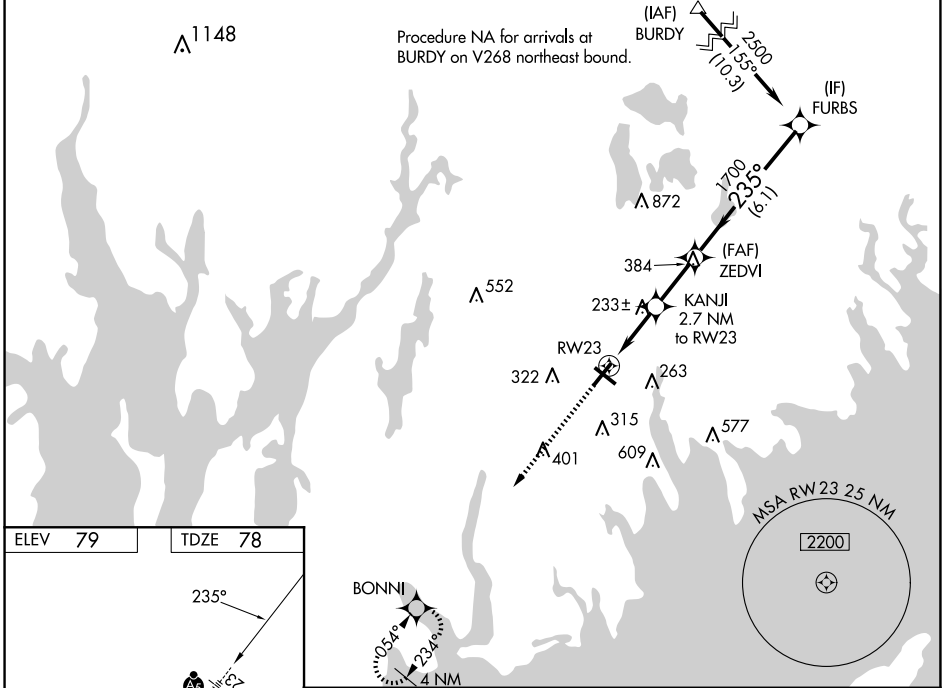 1148
Procedure NA for arrivals at
BURDY on V268 northeast bound.
(IAF)
BURDY
2500
155°
(10.3)
(IF)
FURBS
1700
235°
(6.1)
872
(FAF)
ZEDVI
384
552
233±
KANJI
2.7 NM
to RW23
RW23
322
263
315
577
401
609
MSA RW23 25 NM
2200
ELEV 79
TDZE 78
235°
BONNI
054°
234°
4 NM
A5
23